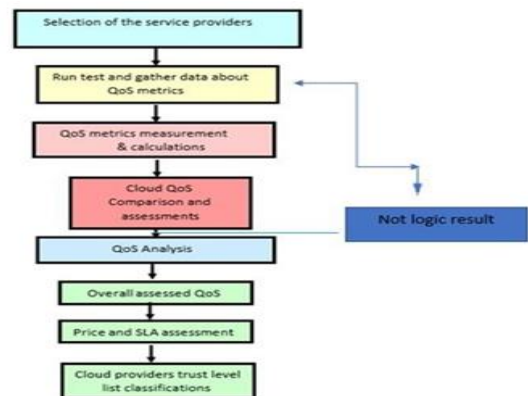 Selection of the service providers
Run test and gather data about
QoS metrics
QoS metrics measurement
& calculations
Cloud QoS
Comparison and
assessments
Not logic result
QoS Analysis
Overall assessed QoS
Price and SLA assessment
Cloud providers trust level
list classifications